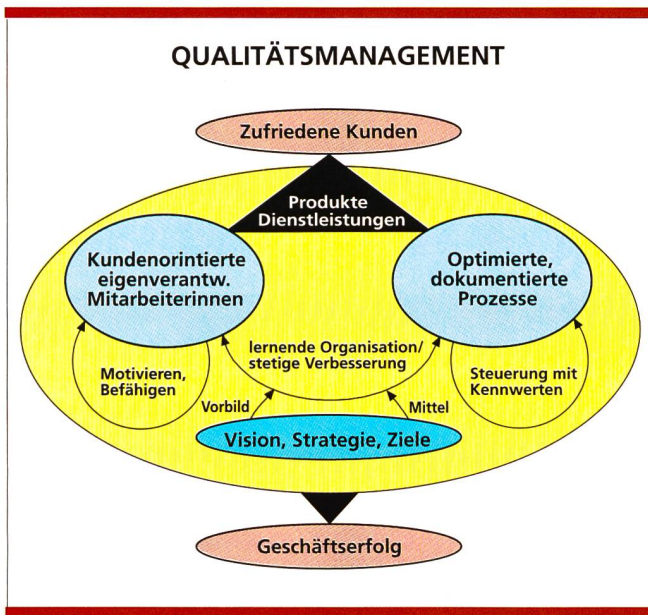 QUALITÄTSMANAGEMENT
Zufriedene Kunden
Produkte
Dienstleistungen
Kundenorintierte
eigenverantw.
Mitarbeiterinnen
Optimierte,
dokumentierte
Prozesse
lernende Organisation/
stetige Verbesserung
Motivieren,
Befähigen
Steuerung mit
Kennwerten
Vorbild
Mittel
Vision, Strategie, Ziele
Geschäftserfolg